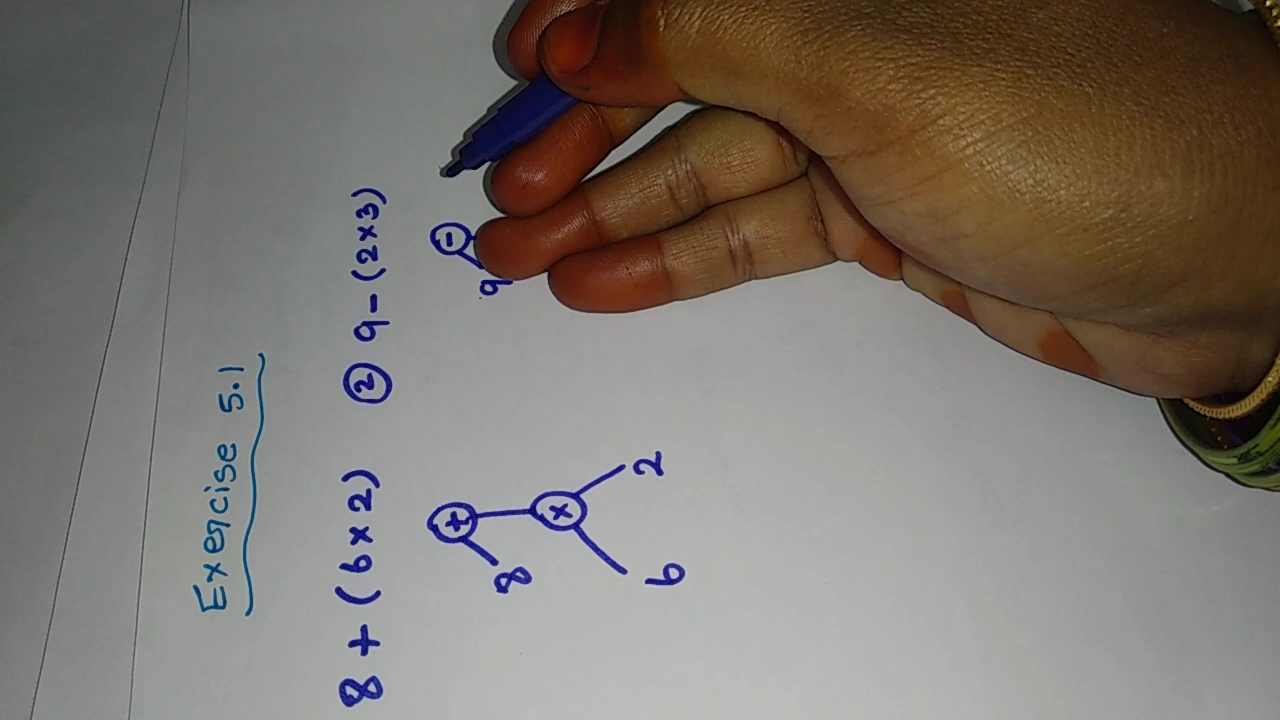 Exercise 5.1
8 + ( 6 × 2 ) ② 9 - ( 2 × 3 )
+ -
8 9
×
6 2